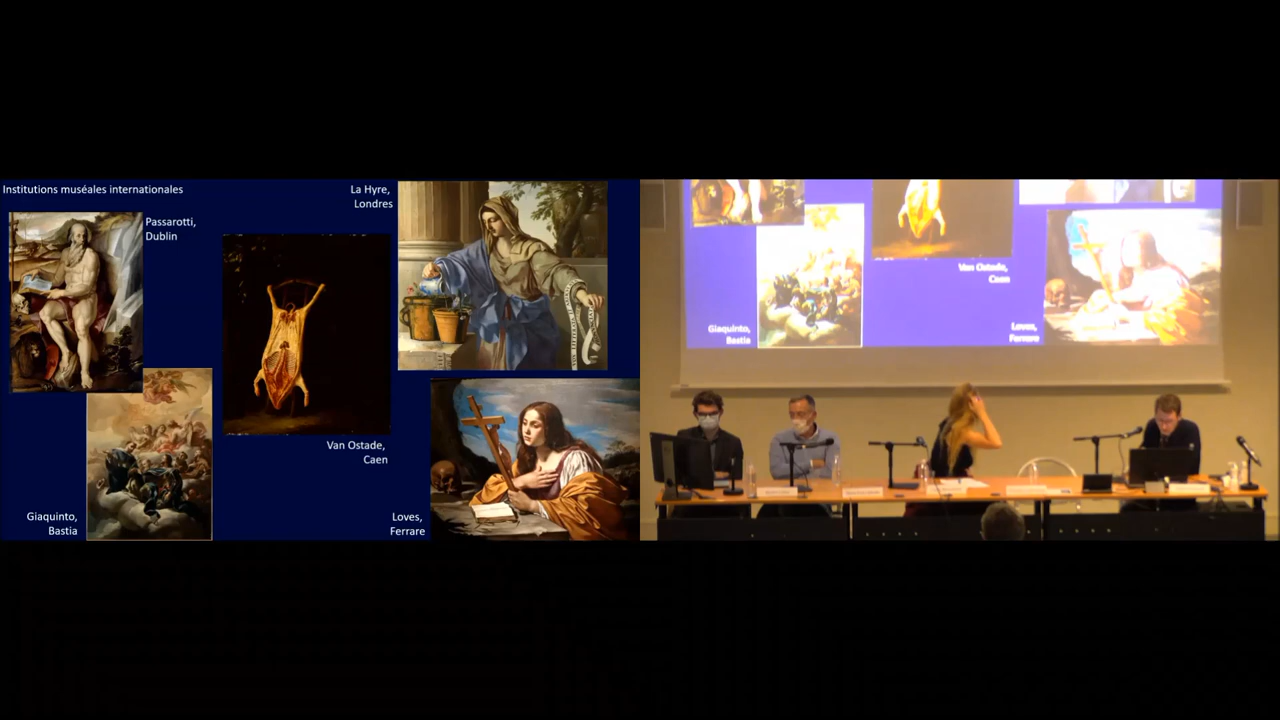 Institutions muséales internationales
La Hyre,
Londres
Passarotti,
Dublin
Van Ostade,
Caen
Giaquinto,
Bastia
Loves,
Ferrare
Van Ostade,
Caen
Giaquinto,
Bastia
Loves,
Ferrare